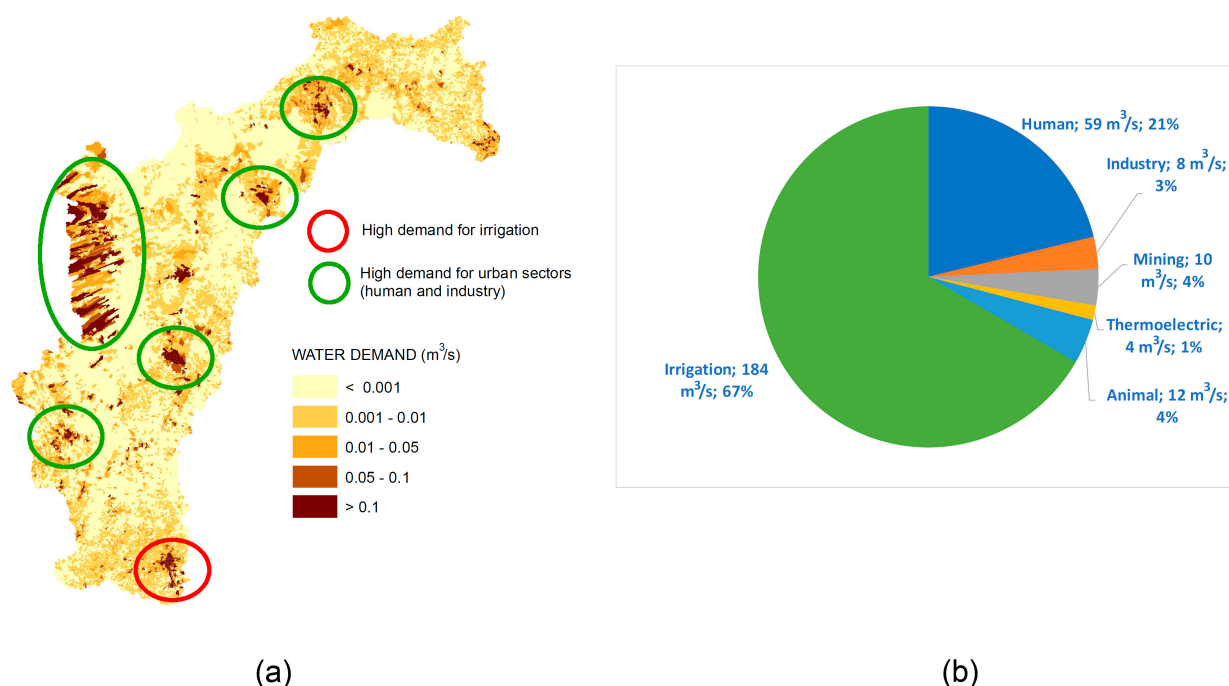 High demand for irrigation
High demand for urban sectors
(human and industry)
WATER DEMAND (m³/s)
< 0.001
0.001 - 0.01
0.01 - 0.05
0.05 - 0.1
> 0.1
(a)
Human; 59 m³/s; 21%
Industry; 8 m³/s;
3%
Mining; 10
m³/s; 4%
Thermoelectric;
4 m³/s; 1%
Animal; 12 m³/s;
4%
Irrigation; 184
m³/s; 67%
(b)